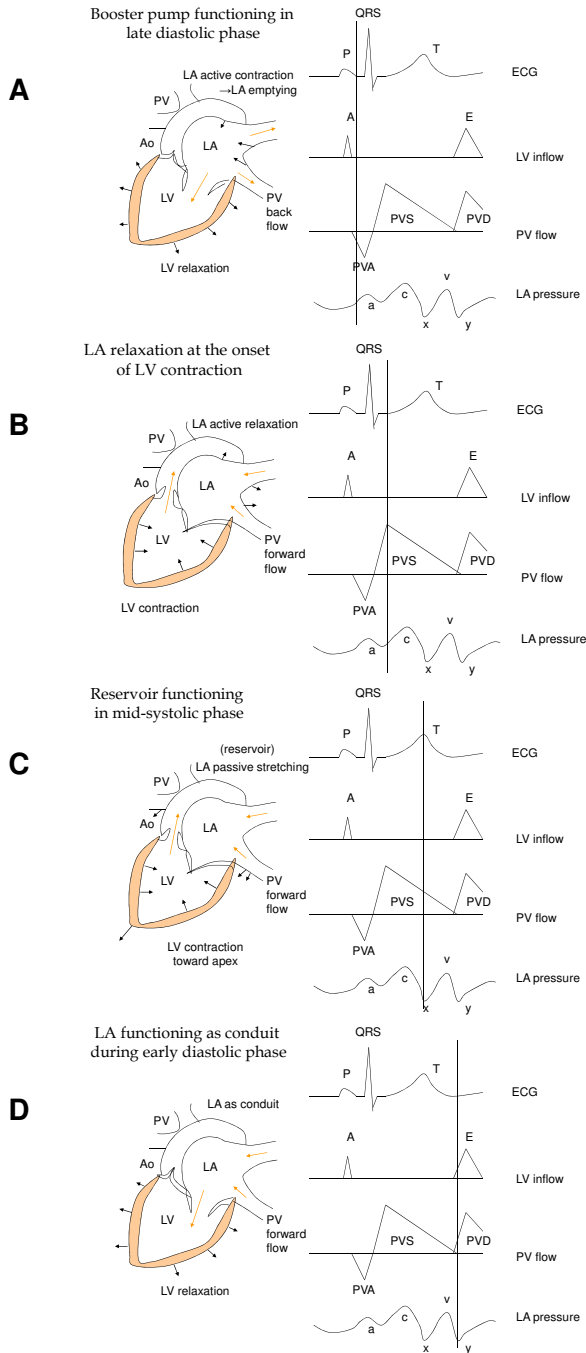 Booster pump functioning in
late diastolic phase
A
LA active contraction
→LA emptying
PV
Ao
LA
LV
PV
back
flow
LV relaxation
QRS
P
T
ECG
A
E
LV inflow
PVS
PVD
PV flow
PVA
v
c
LA pressure
a
x
y
LA relaxation at the onset
of LV contraction
B
LA active relaxation
PV
Ao
LA
LV
PV
forward
flow
LV contraction
QRS
P
T
ECG
A
E
LV inflow
PVS
PVD
PV flow
PVA
v
c
LA pressure
a
x
y
Reservoir functioning
in mid-systolic phase
C
(reservoir)
LA passive stretching
PV
Ao
LA
LV
PV
forward
flow
LV contraction
toward apex
QRS
P
T
ECG
A
E
LV inflow
PVS
PVD
PV flow
PVA
v
c
LA pressure
a
x
y
LA functioning as conduit
during early diastolic phase
D
LA as conduit
PV
Ao
LA
LV
PV
forward
flow
LV relaxation
QRS
P
T
ECG
A
E
LV inflow
PVS
PVD
PV flow
PVA
v
c
LA pressure
a
x
y